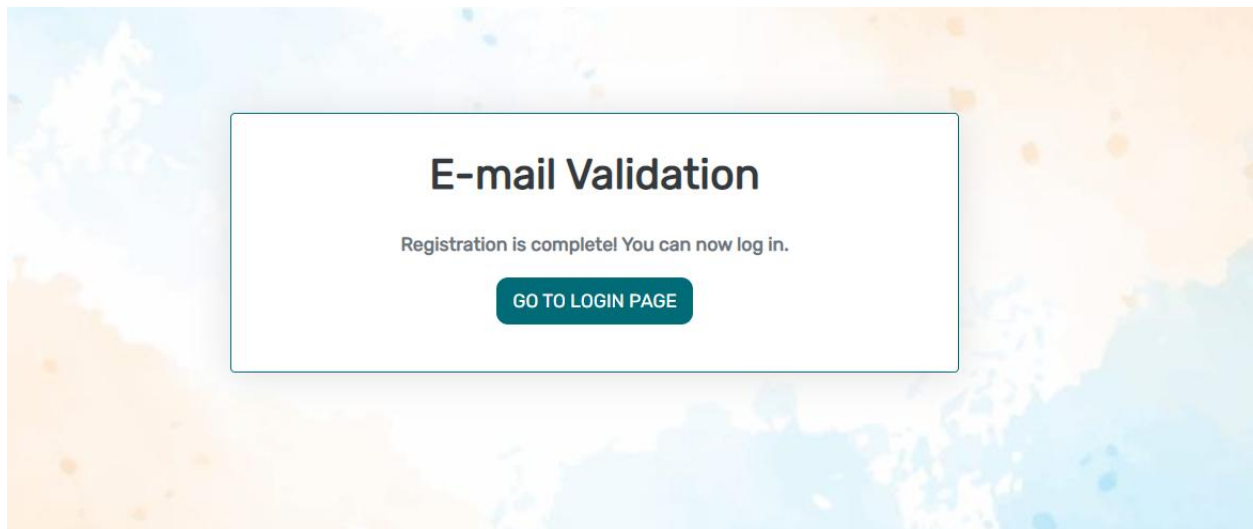 E-mail Validation
Registration is complete! You can now log in.
GO TO LOGIN PAGE